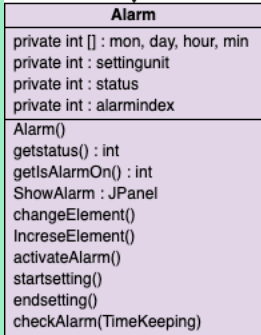 Alarm
private int [] : mon, day, hour, min
private int : settingunit
private int : status
private int : alarmindex
Alarm()
getstatus() : int
getIsAlarmOn() : int
ShowAlarm : JPanel
changeElement()
IncreseElement()
activateAlarm()
startsetting()
endsetting()
checkAlarm(TimeKeeping)